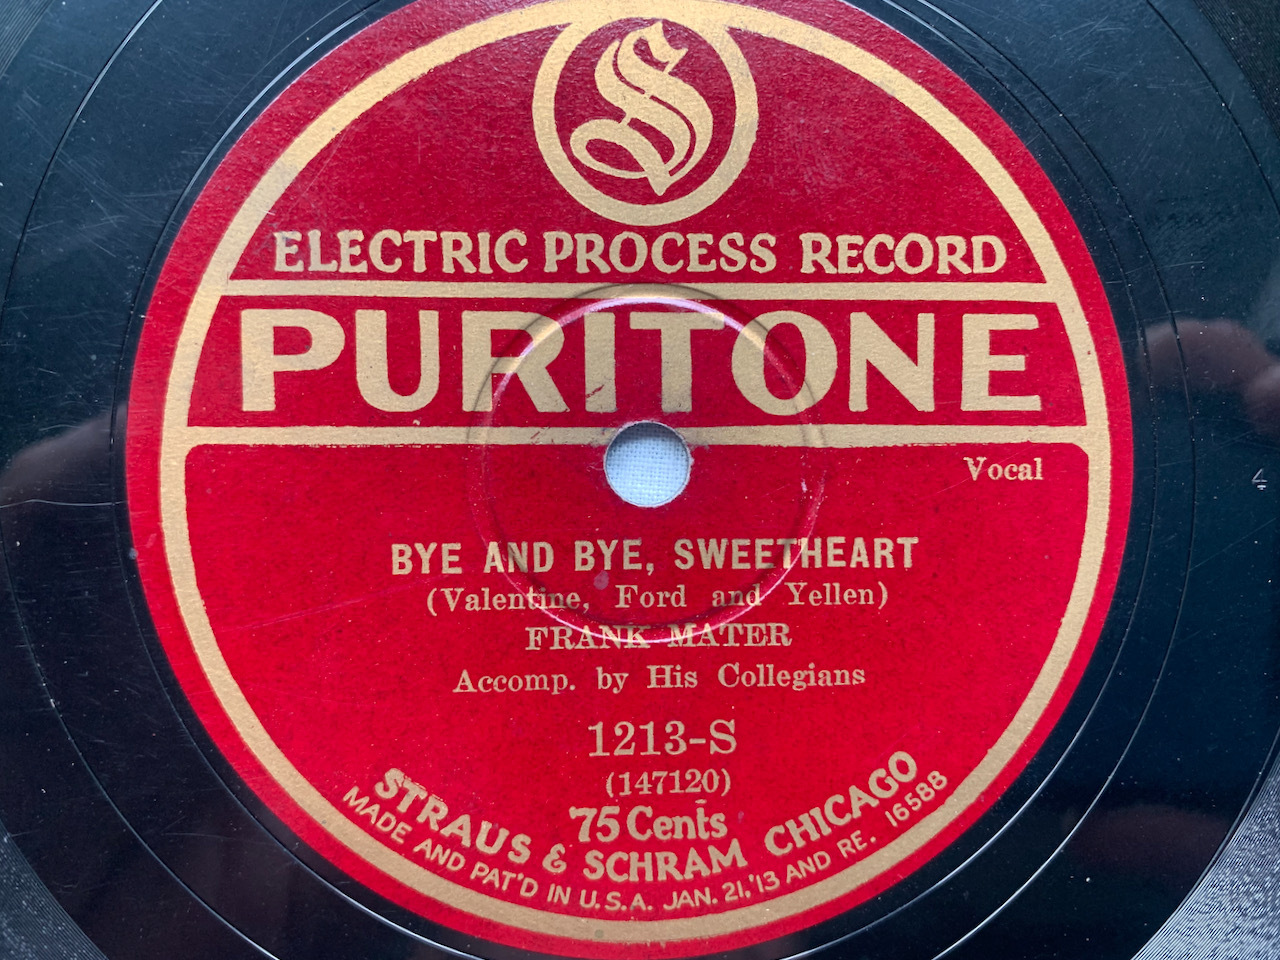 S
ELECTRIC PROCESS RECORD
PURITONE
Vocal
4
BYE AND BYE, SWEETHEART
(Valentine, Ford and Yellen)
FRANK MATER
Accomp. by His Collegians
1213-S
(147120)
75 Cents
STRAUS & SCHRAM CHICAGO
MADE AND PAT'D IN U.S.A. JAN. 21,'13 AND RE. 16588